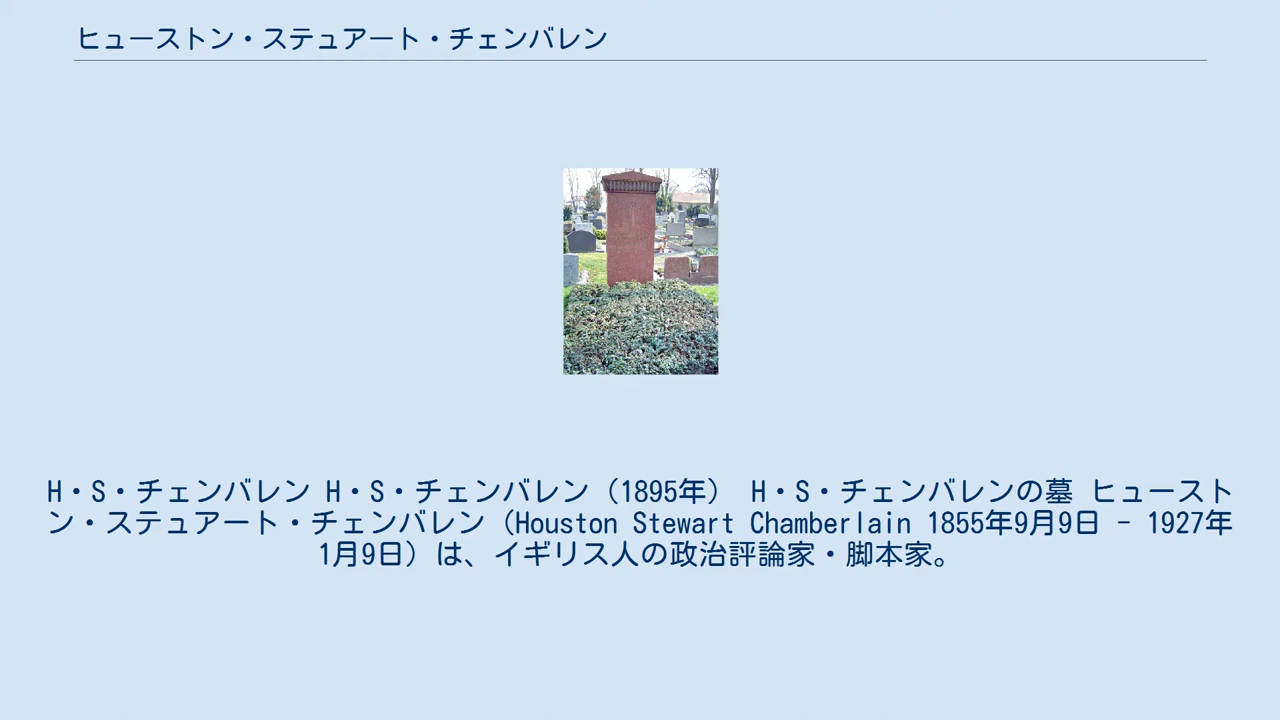 ヒューストン・ステュアート・チェンバレン
H・S・チェンバレン H・S・チェンバレン（1895年） H・S・チェンバレンの墓 ヒュースト
ン・ステュアート・チェンバレン（Houston Stewart Chamberlain 1855年9月9日 - 1927年
1月9日）は、イギリス人の政治評論家・脚本家。